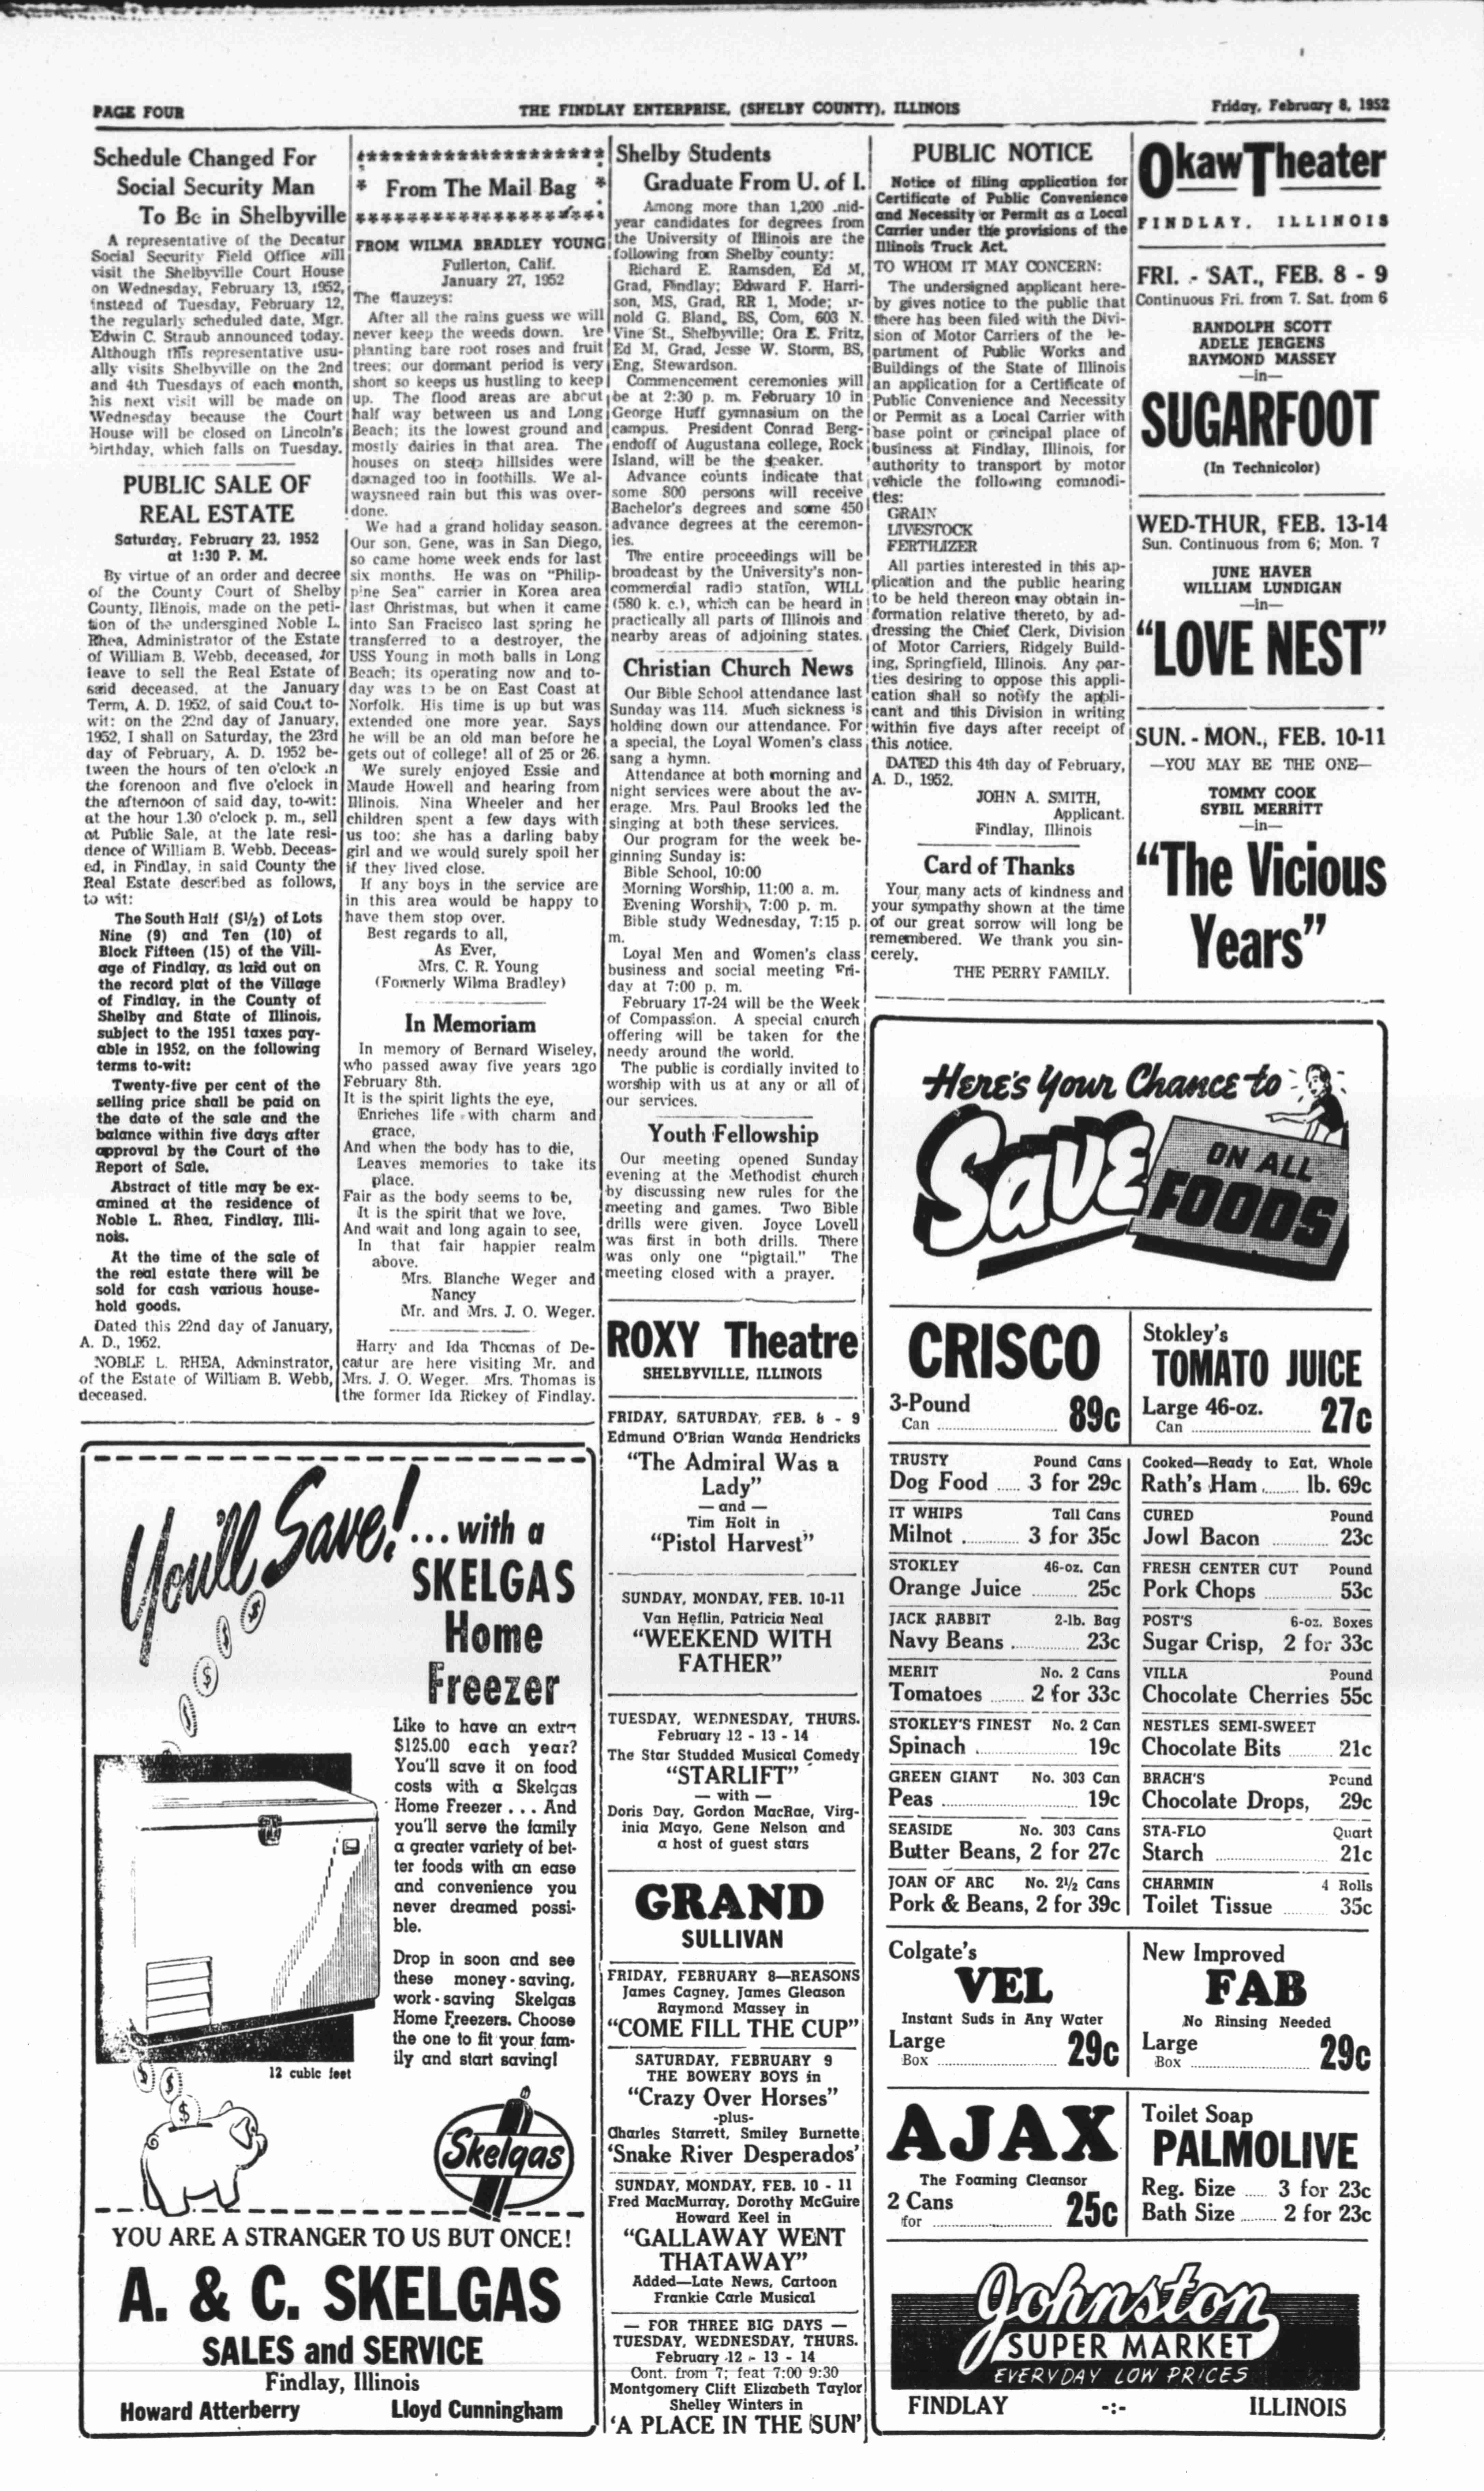 PAGE FOUR
THE FINDLAY ENTERPRISE, (SHELBY COUNTY), ILLINOIS
Friday, February 8, 1952
Schedule Changed For
Social Security Man
To Be in Shelbyville
A representative of the Decatur
Social Security Field Office will
visit the Shelbyville Court House
on Wednesday, February 13, 1952,
instead of Tuesday, February 12,
the regularly scheduled date, Mgr.
Edwin C. Straub announced today.
Although this representative usu-
ally visits Shelbyville on the 2nd
and 4th Tuesdays of each month,
his next visit will be made on
Wednesday because the Court
House will be closed on Lincoln's
birthday, which falls on Tuesday.
PUBLIC SALE OF
REAL ESTATE
Saturday, February 23, 1952
at 1:30 P. M.
By virtue of an order and decree
of the County Court of Shelby
County, Illinois, made on the peti-
tion of the undersgined Noble L.
Rhea, Administrator of the Estate
of William B. Webb, deceased, for
leave to sell the Real Estate of
said deceased, at the January
Term, A. D. 1952, of said Court to-
wit: on the 22nd day of January,
1952, I shall on Saturday, the 23rd
day of February, A. D. 1952 be-
tween the hours of ten o'clock in
the forenoon and five o'clock in
the afternoon of said day, to-wit:
at the hour 1.30 o'clock p. m., sell
at Public Sale, at the late resi-
dence of William B. Webb, Deceas-
ed, in Findlay, in said County the
Real Estate described as follows,
to wit:
The South Half (S½) of Lots
Nine (9) and Ten (10) of
Block Fifteen (15) of the Vill-
age of Findlay, as laid out on
the record plat of the Village
of Findlay, in the County of
Shelby and State of Illinois,
subject to the 1951 taxes pay-
able in 1952, on the following
terms to-wit:
Twenty-five per cent of the
selling price shall be paid on
the date of the sale and the
balance within five days after
approval by the Court of the
Report of Sale.
Abstract of title may be ex-
amined at the residence of
Noble L. Rhea, Findlay, Illi-
nois.
At the time of the sale of
the real estate there will be
sold for cash various house-
hold goods.
Dated this 22nd day of January,
A. D., 1952.
NOBLE L. RHEA, Adminstrator,
of the Estate of William B. Webb,
deceased.
********************
* From The Mail Bag *
********************
FROM WILMA BRADLEY YOUNG
Fullerton, Calif.
January 27, 1952
The Mauzeys:
After all the rains guess we will
never keep the weeds down. Are
planting bare root roses and fruit
trees; our dormant period is very
short so keeps us hustling to keep
up. The flood areas are about
half way between us and Long
Beach; its the lowest ground and
mostly dairies in that area. The
houses on steep hillsides were
damaged too in foothills. We al-
waysneed rain but this was over-
done.
We had a grand holiday season.
Our son, Gene, was in San Diego,
so came home week ends for last
six months. He was on "Philip-
pine Sea" carrier in Korea area
last Christmas, but when it came
into San Fracisco last spring he
transferred to a destroyer, the
USS Young in moth balls in Long
Beach; its operating now and to-
day was to be on East Coast at
Norfolk. His time is up but was
extended one more year. Says
he will be an old man before he
gets out of college! all of 25 or 26.
We surely enjoyed Essie and
Maude Howell and hearing from
Illinois. Nina Wheeler and her
children spent a few days with
us too; she has a darling baby
girl and we would surely spoil her
if they lived close.
If any boys in the service are
in this area would be happy to
have them stop over.
Best regards to all,
As Ever,
Mrs. C. R. Young
(Formerly Wilma Bradley)
In Memoriam
In memory of Bernard Wiseley,
who passed away five years ago
February 8th.
It is the spirit lights the eye,
Enriches life with charm and
grace,
And when the body has to die,
Leaves memories to take its
place.
Fair as the body seems to be,
It is the spirit that we love,
And wait and long again to see,
In that fair happier realm
above.
Mrs. Blanche Weger and
Nancy
Mr. and Mrs. J. O. Weger.
Harry and Ida Thomas of De-
catur are here visiting Mr. and
Mrs. J. O. Weger. Mrs. Thomas is
the former Ida Rickey of Findlay.
You'll Save! ... with a
SKELGAS
Home
Freezer
Like to have an extra
$125.00 each year?
You'll save it on food
costs with a Skelgas
Home Freezer . . . And
you'll serve the family
a greater variety of bet-
ter foods with an ease
and convenience you
never dreamed possi-
ble.
Drop in soon and see
these money-saving,
work-saving Skelgas
Home Freezers. Choose
the one to fit your fam-
ily and start saving!
12 cubic feet
Skelgas
YOU ARE A STRANGER TO US BUT ONCE!
A. & C. SKELGAS
SALES and SERVICE
Findlay, Illinois
Howard Atterberry Lloyd Cunningham
Shelby Students
Graduate From U. of I.
Among more than 1,200 mid-
year candidates for degrees from
the University of Illinois are the
following from Shelby county:
Richard E. Ramsden, Ed M,
Grad, Findlay; Edward F. Harri-
son, MS, Grad, RR 1, Mode; Ar-
nold G. Bland, BS, Com, 603 N.
Vine St., Shelbyville; Ora E. Fritz,
Ed M, Grad, Jesse W. Storm, BS,
Eng, Stewardson.
Commencement ceremonies will
be at 2:30 p. m. February 10 in
George Huff gymnasium on the
campus. President Conrad Berg-
endoff of Augustana college, Rock
Island, will be the speaker.
Advance counts indicate that
some 800 persons will receive
Bachelor's degrees and some 450
advance degrees at the ceremon-
ies.
The entire proceedings will be
broadcast by the University's non-
commercial radio station, WILL
(580 k. c.), which can be heard in
practically all parts of Illinois and
nearby areas of adjoining states.
Christian Church News
Our Bible School attendance last
Sunday was 114. Much sickness is
holding down our attendance. For
a special, the Loyal Women's class
sang a hymn.
Attendance at both morning and
night services were about the av-
erage. Mrs. Paul Brooks led the
singing at both these services.
Our program for the week be-
ginning Sunday is:
Bible School, 10:00
Morning Worship, 11:00 a. m.
Evening Worship, 7:00 p. m.
Bible study Wednesday, 7:15 p.
m.
Loyal Men and Women's class
business and social meeting Fri-
day at 7:00 p. m.
February 17-24 will be the Week
of Compassion. A special church
offering will be taken for the
needy around the world.
The public is cordially invited to
worship with us at any or all of
our services.
Youth Fellowship
Our meeting opened Sunday
evening at the Methodist church
by discussing new rules for the
meeting and games. Two Bible
drills were given. Joyce Lovell
was first in both drills. There
was only one "pigtail." The
meeting closed with a prayer.
ROXY Theatre
SHELBYVILLE, ILLINOIS
FRIDAY, SATURDAY, FEB. 8 - 9
Edmund O'Brian Wanda Hendricks
"The Admiral Was a
Lady"
— and —
Tim Holt in
"Pistol Harvest"
SUNDAY, MONDAY, FEB. 10-11
Van Heflin, Patricia Neal
"WEEKEND WITH
FATHER"
TUESDAY, WEDNESDAY, THURS.
February 12 - 13 - 14
The Star Studded Musical Comedy
"STARLIFT"
— with —
Doris Day, Gordon MacRae, Virg-
inia Mayo, Gene Nelson and
a host of guest stars
GRAND
SULLIVAN
FRIDAY, FEBRUARY 8—REASONS
James Cagney, James Gleason
Raymond Massey in
"COME FILL THE CUP"
SATURDAY, FEBRUARY 9
THE BOWERY BOYS in
"Crazy Over Horses"
-plus-
Charles Starrett, Smiley Burnette
'Snake River Desperados'
SUNDAY, MONDAY, FEB. 10 - 11
Fred MacMurray, Dorothy McGuire
Howard Keel in
"GALLAWAY WENT
THATAWAY"
Added—Late News, Cartoon
Frankie Carle Musical
— FOR THREE BIG DAYS —
TUESDAY, WEDNESDAY, THURS.
February 12 - 13 - 14
Cont. from 7; feat 7:00 9:30
Montgomery Clift Elizabeth Taylor
Shelley Winters in
'A PLACE IN THE SUN'
PUBLIC NOTICE
Notice of filing application for
Certificate of Public Convenience
and Necessity or Permit as a Local
Carrier under the provisions of the
Illinois Truck Act.
TO WHOM IT MAY CONCERN:
The undersigned applicant here-
by gives notice to the public that
there has been filed with the Divi-
sion of Motor Carriers of the De-
partment of Public Works and
Buildings of the State of Illinois
an application for a Certificate of
Public Convenience and Necessity
or Permit as a Local Carrier with
base point or principal place of
business at Findlay, Illinois, for
authority to transport by motor
vehicle the following commodi-
ties:
GRAIN
LIVESTOCK
FERTILIZER
All parties interested in this ap-
plication and the public hearing
to be held thereon may obtain in-
formation relative thereto, by ad-
dressing the Chief Clerk, Division
of Motor Carriers, Ridgely Build-
ing, Springfield, Illinois. Any par-
ties desiring to oppose this appli-
cation shall so notify the appli-
cant and this Division in writing
within five days after receipt of
this notice.
DATED this 4th day of February,
A. D., 1952.
JOHN A. SMITH,
Applicant.
Findlay, Illinois
Card of Thanks
Your many acts of kindness and
your sympathy shown at the time
of our great sorrow will long be
remembered. We thank you sin-
cerely.
THE PERRY FAMILY.
Okaw Theater
FINDLAY, ILLINOIS
FRI. - SAT., FEB. 8 - 9
Continuous Fri. from 7. Sat. from 6
RANDOLPH SCOTT
ADELE JERGENS
RAYMOND MASSEY
—in—
SUGARFOOT
(In Technicolor)
WED-THUR, FEB. 13-14
Sun. Continuous from 6; Mon. 7
JUNE HAVER
WILLIAM LUNDIGAN
—in—
"LOVE NEST"
SUN. - MON., FEB. 10-11
—YOU MAY BE THE ONE—
TOMMY COOK
SYBIL MERRITT
—in—
"The Vicious
Years"
Here's Your Chance to
Save
ON ALL
FOODS
CRISCO
3-Pound
Can 89c
Stokley's
TOMATO JUICE
Large 46-oz.
Can 27c
TRUSTY Pound Cans
Dog Food 3 for 29c
IT WHIPS Tall Cans
Milnot 3 for 35c
STOKLEY 46-oz. Can
Orange Juice 25c
JACK RABBIT 2-lb. Bag
Navy Beans 23c
MERIT No. 2 Cans
Tomatoes 2 for 33c
STOKLEY'S FINEST No. 2 Can
Spinach 19c
GREEN GIANT No. 303 Can
Peas 19c
SEASIDE No. 303 Cans
Butter Beans, 2 for 27c
JOAN OF ARC No. 2½ Cans
Pork & Beans, 2 for 39c
Cooked—Ready to Eat, Whole
Rath's Ham lb. 69c
CURED Pound
Jowl Bacon 23c
FRESH CENTER CUT Pound
Pork Chops 53c
POST'S 6-oz. Boxes
Sugar Crisp, 2 for 33c
VILLA Pound
Chocolate Cherries 55c
NESTLES SEMI-SWEET
Chocolate Bits 21c
BRACH'S Pound
Chocolate Drops, 29c
STA-FLO Quart
Starch 21c
CHARMIN 4 Rolls
Toilet Tissue 35c
Colgate's
VEL
Instant Suds in Any Water
Large
Box 29c
New Improved
FAB
No Rinsing Needed
Large
Box 29c
AJAX
The Foaming Cleansor
2 Cans
for 25c
Toilet Soap
PALMOLIVE
Reg. Size 3 for 23c
Bath Size 2 for 23c
Johnston
SUPER MARKET
EVERYDAY LOW PRICES
FINDLAY -:- ILLINOIS